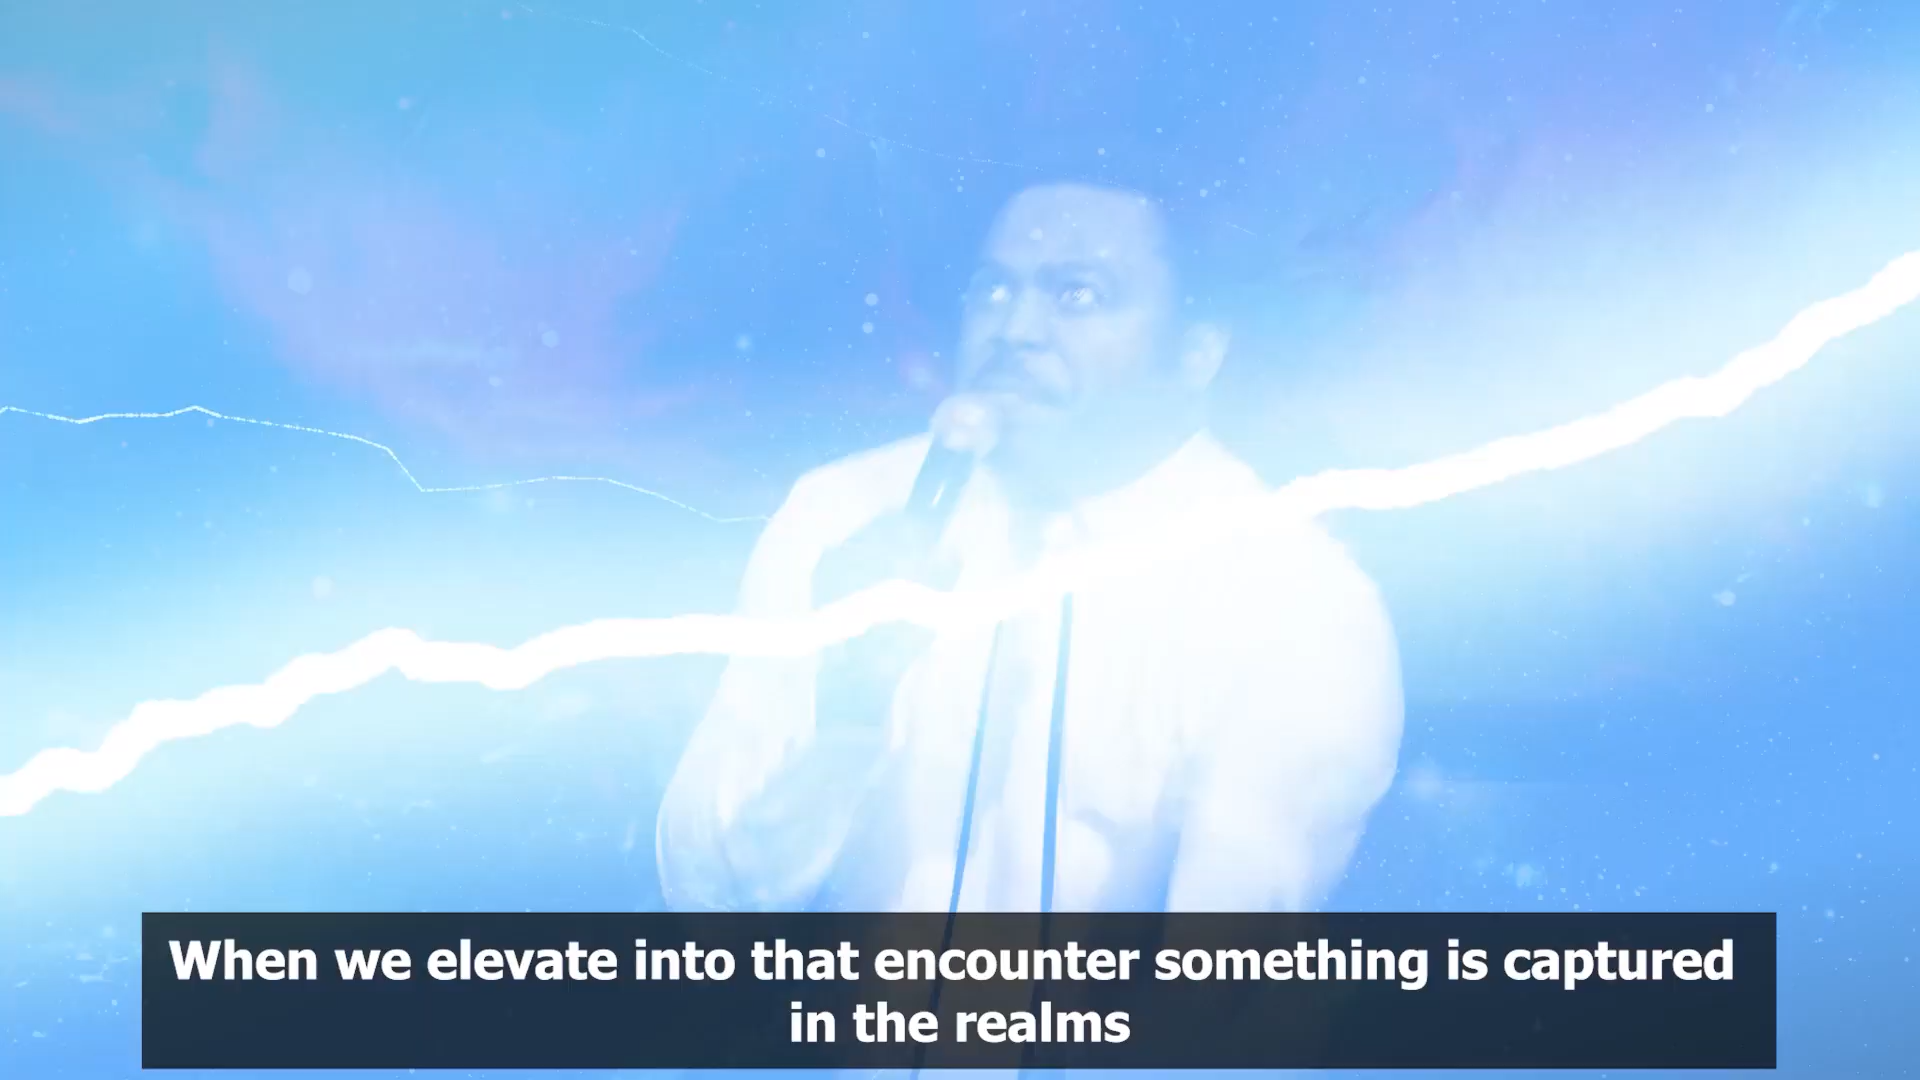 When we elevate into that encounter something is captured
in the realms